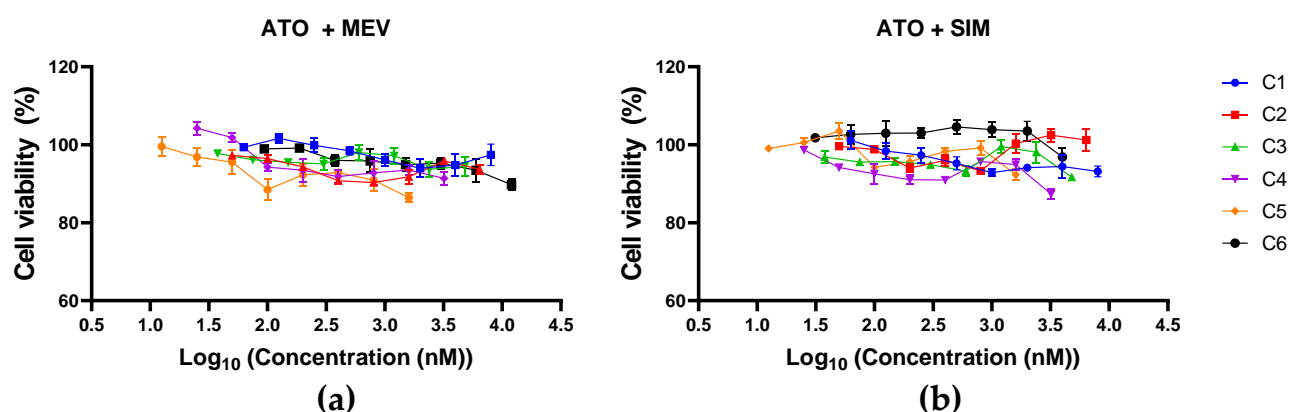 ATO + MEV
ATO + SIM
Cell viability (%)
120
100
80
60
0.5 1.0 1.5 2.0 2.5 3.0 3.5 4.0 4.5
Log10 (Concentration (nM))
(a)
Cell viability (%)
120
100
80
60
0.5 1.0 1.5 2.0 2.5 3.0 3.5 4.0 4.5
Log10 (Concentration (nM))
(b)
C1
C2
C3
C4
C5
C6